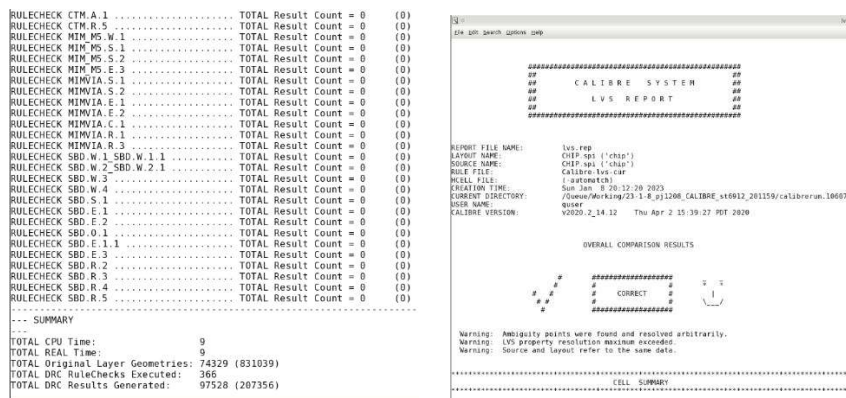 RULECHECK CTM.A.1 ..................... TOTAL Result Count = 0 (0)
RULECHECK CTM.R.5 ..................... TOTAL Result Count = 0 (0)
RULECHECK MIM_M5.W.1 .................. TOTAL Result Count = 0 (0)
RULECHECK MIM_M5.S.1 .................. TOTAL Result Count = 0 (0)
RULECHECK MIM_M5.S.2 .................. TOTAL Result Count = 0 (0)
RULECHECK MIM_M5.E.3 .................. TOTAL Result Count = 0 (0)
RULECHECK MIMVIA.S.1 .................. TOTAL Result Count = 0 (0)
RULECHECK MIMVIA.S.2 .................. TOTAL Result Count = 0 (0)
RULECHECK MIMVIA.E.1 .................. TOTAL Result Count = 0 (0)
RULECHECK MIMVIA.E.2 .................. TOTAL Result Count = 0 (0)
RULECHECK MIMVIA.C.1 .................. TOTAL Result Count = 0 (0)
RULECHECK MIMVIA.R.1 .................. TOTAL Result Count = 0 (0)
RULECHECK MIMVIA.R.3 .................. TOTAL Result Count = 0 (0)
RULECHECK SBD.W.1_SBD.W.1.1 ........... TOTAL Result Count = 0 (0)
RULECHECK SBD.W.2_SBD.W.2.1 ........... TOTAL Result Count = 0 (0)
RULECHECK SBD.W.3 ..................... TOTAL Result Count = 0 (0)
RULECHECK SBD.W.4 ..................... TOTAL Result Count = 0 (0)
RULECHECK SBD.S.1 ..................... TOTAL Result Count = 0 (0)
RULECHECK SBD.E.1 ..................... TOTAL Result Count = 0 (0)
RULECHECK SBD.E.2 ..................... TOTAL Result Count = 0 (0)
RULECHECK SBD.O.1 ..................... TOTAL Result Count = 0 (0)
RULECHECK SBD.E.1.1 ................... TOTAL Result Count = 0 (0)
RULECHECK SBD.E.3 ..................... TOTAL Result Count = 0 (0)
RULECHECK SBD.R.2 ..................... TOTAL Result Count = 0 (0)
RULECHECK SBD.R.3 ..................... TOTAL Result Count = 0 (0)
RULECHECK SBD.R.4 ..................... TOTAL Result Count = 0 (0)
RULECHECK SBD.R.5 ..................... TOTAL Result Count = 0 (0)
--- SUMMARY
---
TOTAL CPU Time: 9
TOTAL REAL Time: 9
TOTAL Original Layer Geometries: 74329 (831039)
TOTAL DRC RuleChecks Executed: 366
TOTAL DRC Results Generated: 97528 (207356)
File Edit Search Options Help
##################################################
## ##
## C A L I B R E S Y S T E M ##
## ##
## L V S R E P O R T ##
## ##
##################################################
REPORT FILE NAME: lvs.rep
LAYOUT NAME: CHIP.spi ('chip')
SOURCE NAME: CHIP.spi ('chip')
RULE FILE: Calibre-lvs-cur
HCELL FILE: (-automatch)
CREATION TIME: Sun Jan 8 20:12:20 2023
CURRENT DIRECTORY: /Queue/Working/23-1-8_pj1208_CALIBRE_st6912_201159/calibrerun.10607
USER NAME: quser
CALIBRE VERSION: v2020.2_14.12 Thu Apr 2 15:39:27 PDT 2020
OVERALL COMPARISON RESULTS
# ################### _ _
# # # * *
# # # CORRECT # |
# # # # \___/
# ###################
Warning: Ambiguity points were found and resolved arbitrarily.
Warning: LVS property resolution maximum exceeded.
Warning: Source and layout refer to the same data.
CELL SUMMARY